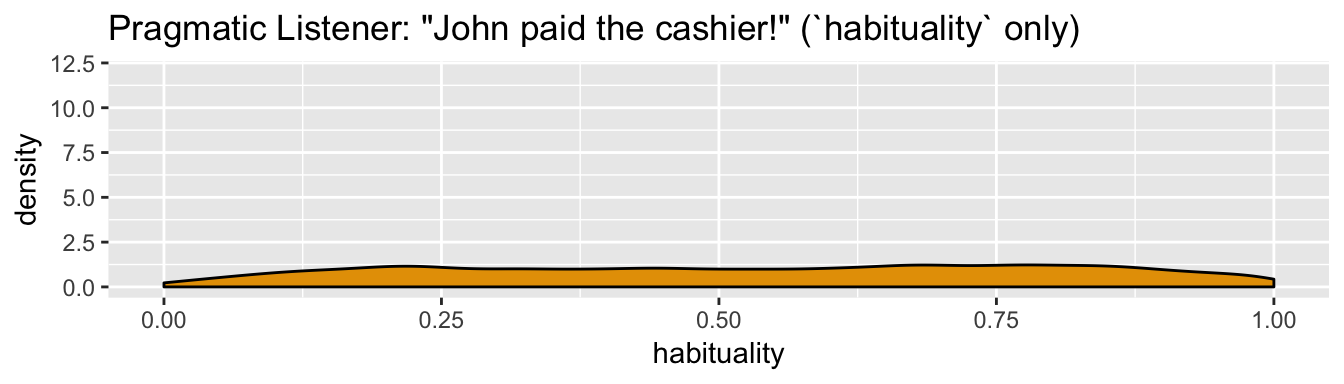 Pragmatic Listener: "John paid the cashier!" (`habituality` only)
12.5
10.0
7.5
5.0
2.5
0.0
density
0.00 0.25 0.50 0.75 1.00
habituality